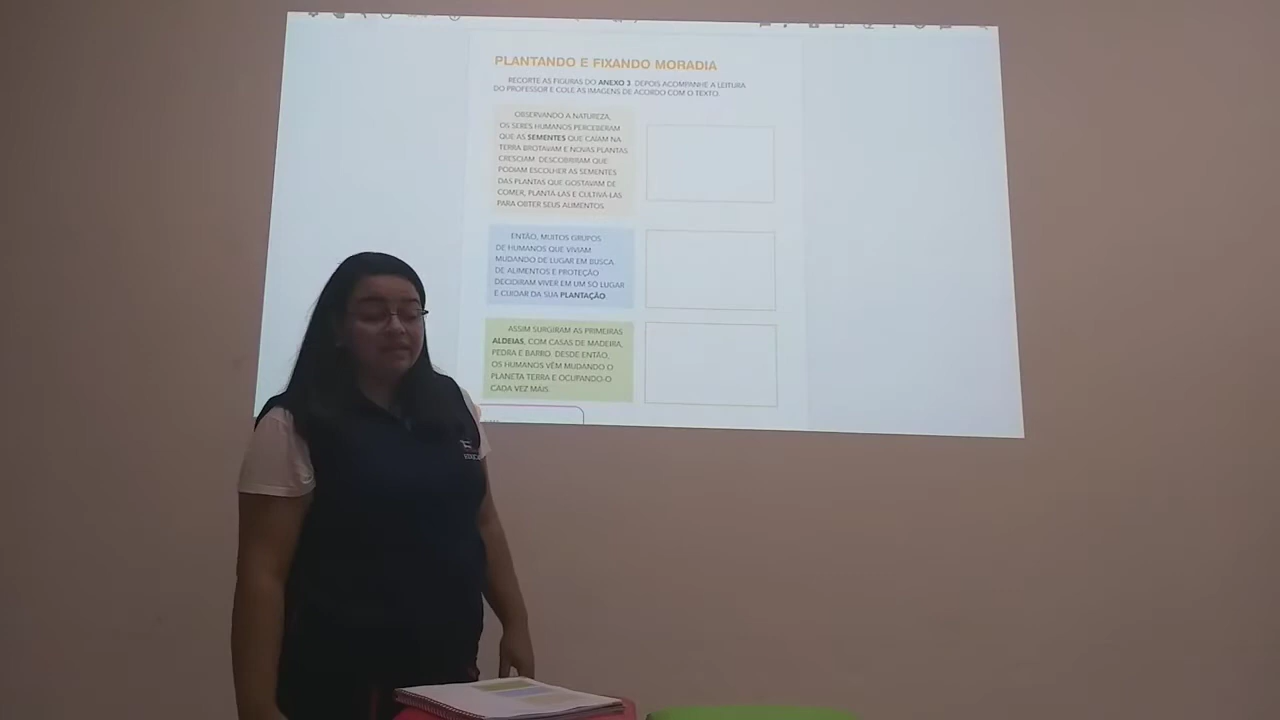 PLANTANDO E FIXANDO MORADIA
RECORTE AS FIGURAS DO ANEXO 3. DEPOIS ACOMPANHE A LEITURA
DO PROFESSOR E COLE AS IMAGENS DE ACORDO COM O TEXTO.
OBSERVANDO A NATUREZA,
OS SERES HUMANOS PERCEBERAM
QUE AS SEMENTES QUE CAÍAM NA
TERRA BROTAVAM E NOVAS PLANTAS
CRESCIAM. DESCOBRIRAM QUE
PODIAM ESCOLHER AS SEMENTES
DAS PLANTAS QUE GOSTAVAM DE
COMER, PLANTÁ-LAS E CULTIVÁ-LAS
PARA OBTER SEUS ALIMENTOS.
ENTÃO, MUITOS GRUPOS
DE HUMANOS QUE VIVIAM
MUDANDO DE LUGAR EM BUSCA
DE ALIMENTOS E PROTEÇÃO
DECIDIRAM VIVER EM UM SÓ LUGAR
E CUIDAR DA SUA PLANTAÇÃO.
ASSIM SURGIRAM AS PRIMEIRAS
ALDEIAS, COM CASAS DE MADEIRA,
PEDRA E BARRO. DESDE ENTÃO,
OS HUMANOS VÊM MUDANDO O
PLANETA TERRA E OCUPANDO-O
CADA VEZ MAIS.